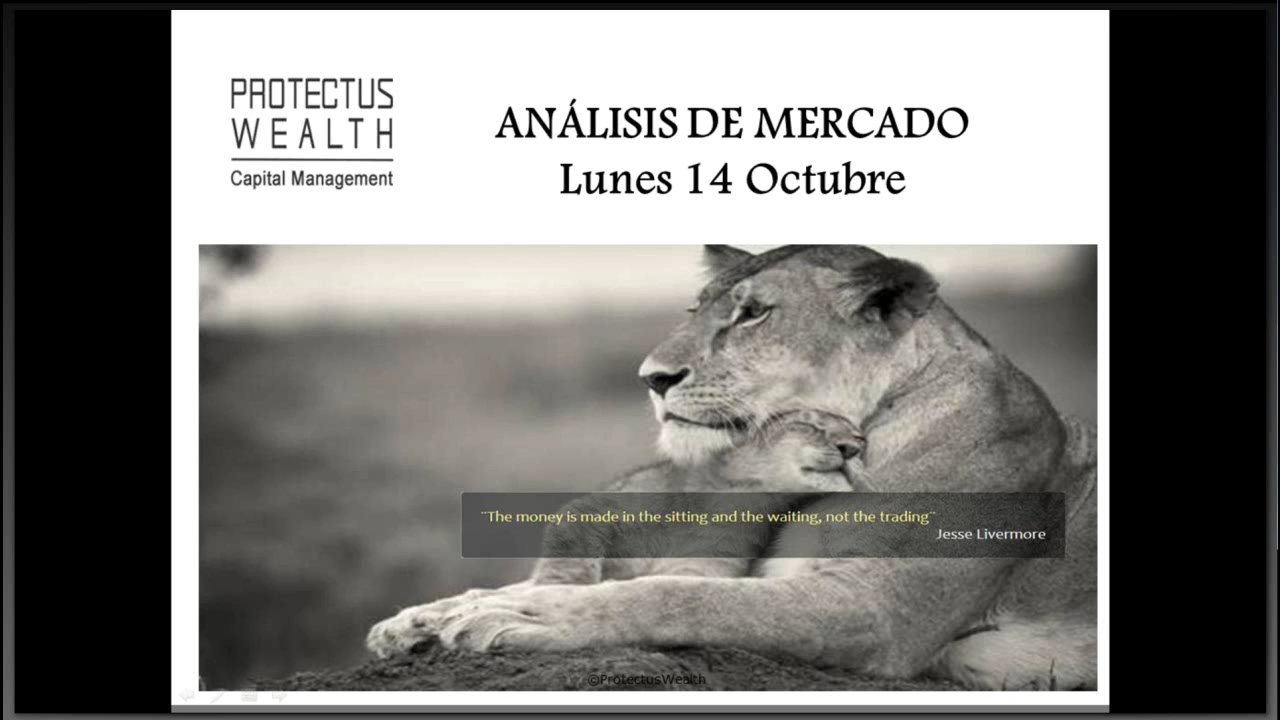 PROTECTUS
WEALTH
Capital Management
ANÁLISIS DE MERCADO
Lunes 14 Octubre
¨The money is made in the sitting and the waiting, not the trading¨
Jesse Livermore
©ProtectusWealth